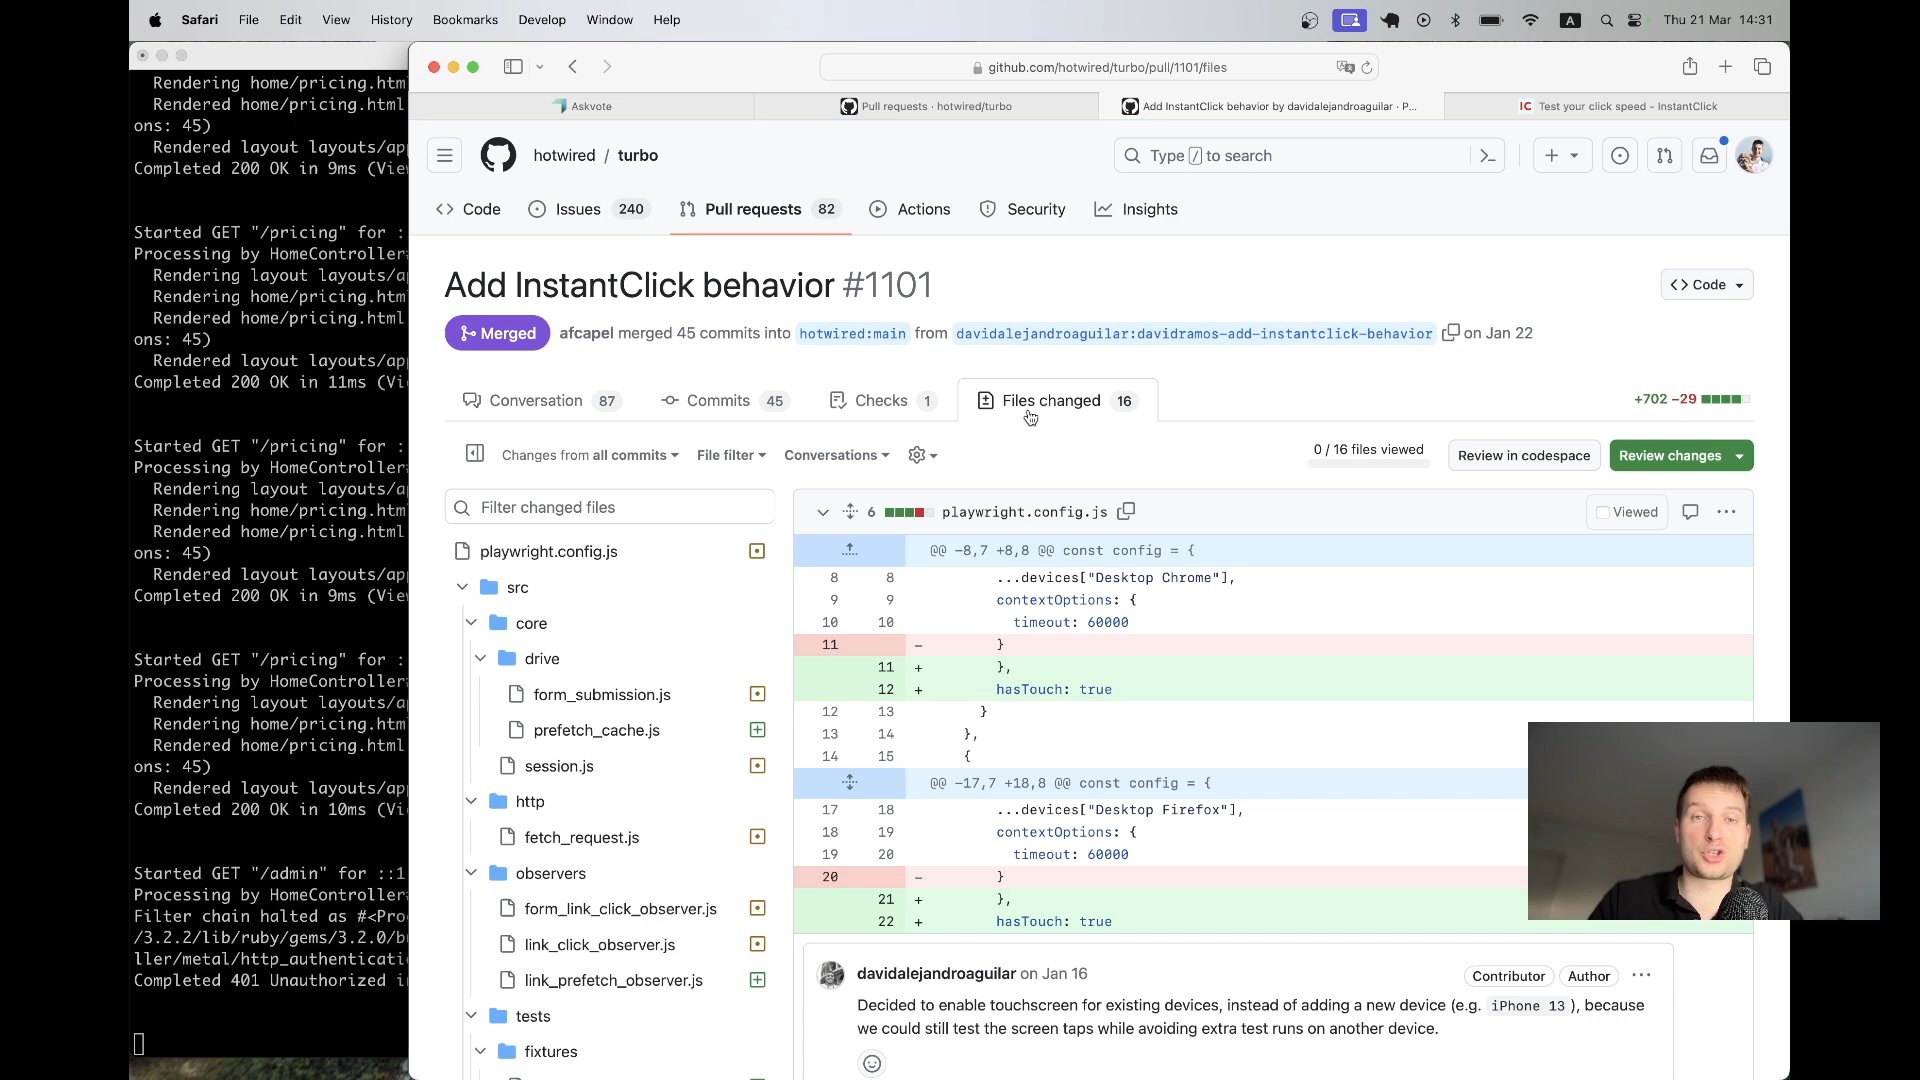 Safari File Edit View History Bookmarks Develop Window Help
A Thu 21 Mar 14:31
github.com/hotwired/turbo/pull/1101/files
Askvote
Pull requests · hotwired/turbo
Add InstantClick behavior by davidalejandroaguilar · P...
IC Test your click speed - InstantClick
Rendering home/pricing.htm
Rendered home/pricing.html
ons: 45)
Rendered layout layouts/ap
Completed 200 OK in 9ms (Vie
Started GET "/pricing" for :
Processing by HomeController
Rendering layout layouts/a
Rendering home/pricing.htm
Rendered home/pricing.html
ons: 45)
Rendered layout layouts/ap
Completed 200 OK in 11ms (Vi
Started GET "/pricing" for :
Processing by HomeController
Rendering layout layouts/a
Rendering home/pricing.htm
Rendered home/pricing.html
ons: 45)
Rendered layout layouts/ap
Completed 200 OK in 9ms (Vie
Started GET "/pricing" for :
Processing by HomeController
Rendering layout layouts/a
Rendering home/pricing.htm
Rendered home/pricing.html
ons: 45)
Rendered layout layouts/ap
Completed 200 OK in 10ms (Vi
Started GET "/admin" for ::1
Processing by HomeController
Filter chain halted as #<Pro
/3.2.2/lib/ruby/gems/3.2.0/b
ller/metal/http_authenticati
Completed 401 Unauthorized i
hotwired / turbo
Type / to search
Code Issues 240 Pull requests 82 Actions Security Insights
Add InstantClick behavior #1101
Code
Merged afcapel merged 45 commits into hotwired:main from davidalejandroaguilar:davidramos-add-instantclick-behavior on Jan 22
Conversation 87 Commits 45 Checks 1 Files changed 16
+702 −29
Changes from all commits File filter Conversations
0 / 16 files viewed
Review in codespace
Review changes
Filter changed files
playwright.config.js
src
core
drive
form_submission.js
prefetch_cache.js
session.js
http
fetch_request.js
observers
form_link_click_observer.js
link_click_observer.js
link_prefetch_observer.js
tests
fixtures
6 playwright.config.js
Viewed
@@ -8,7 +8,8 @@ const config = {
8 8 ...devices["Desktop Chrome"],
9 9 contextOptions: {
10 10 timeout: 60000
11 - }
11 + },
12 + hasTouch: true
12 13 }
13 14 },
14 15 {
@@ -17,7 +18,8 @@ const config = {
17 18 ...devices["Desktop Firefox"],
18 19 contextOptions: {
19 20 timeout: 60000
20 - }
21 + },
22 + hasTouch: true
davidalejandroaguilar on Jan 16
Contributor Author
Decided to enable touchscreen for existing devices, instead of adding a new device (e.g. iPhone 13 ), because
we could still test the screen taps while avoiding extra test runs on another device.